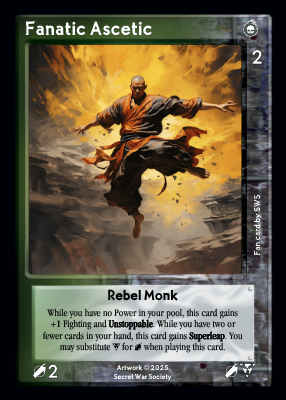 Fanatic Ascetic
2
Fan card by SWS
Rebel Monk
While you have no Power in your pool, this card gains
+1 Fighting and Unstoppable. While you have two or
fewer cards in your hand, this card gains Superleap. You
may substitute for when playing this card.
2
Artwork © 2025
Secret War Society